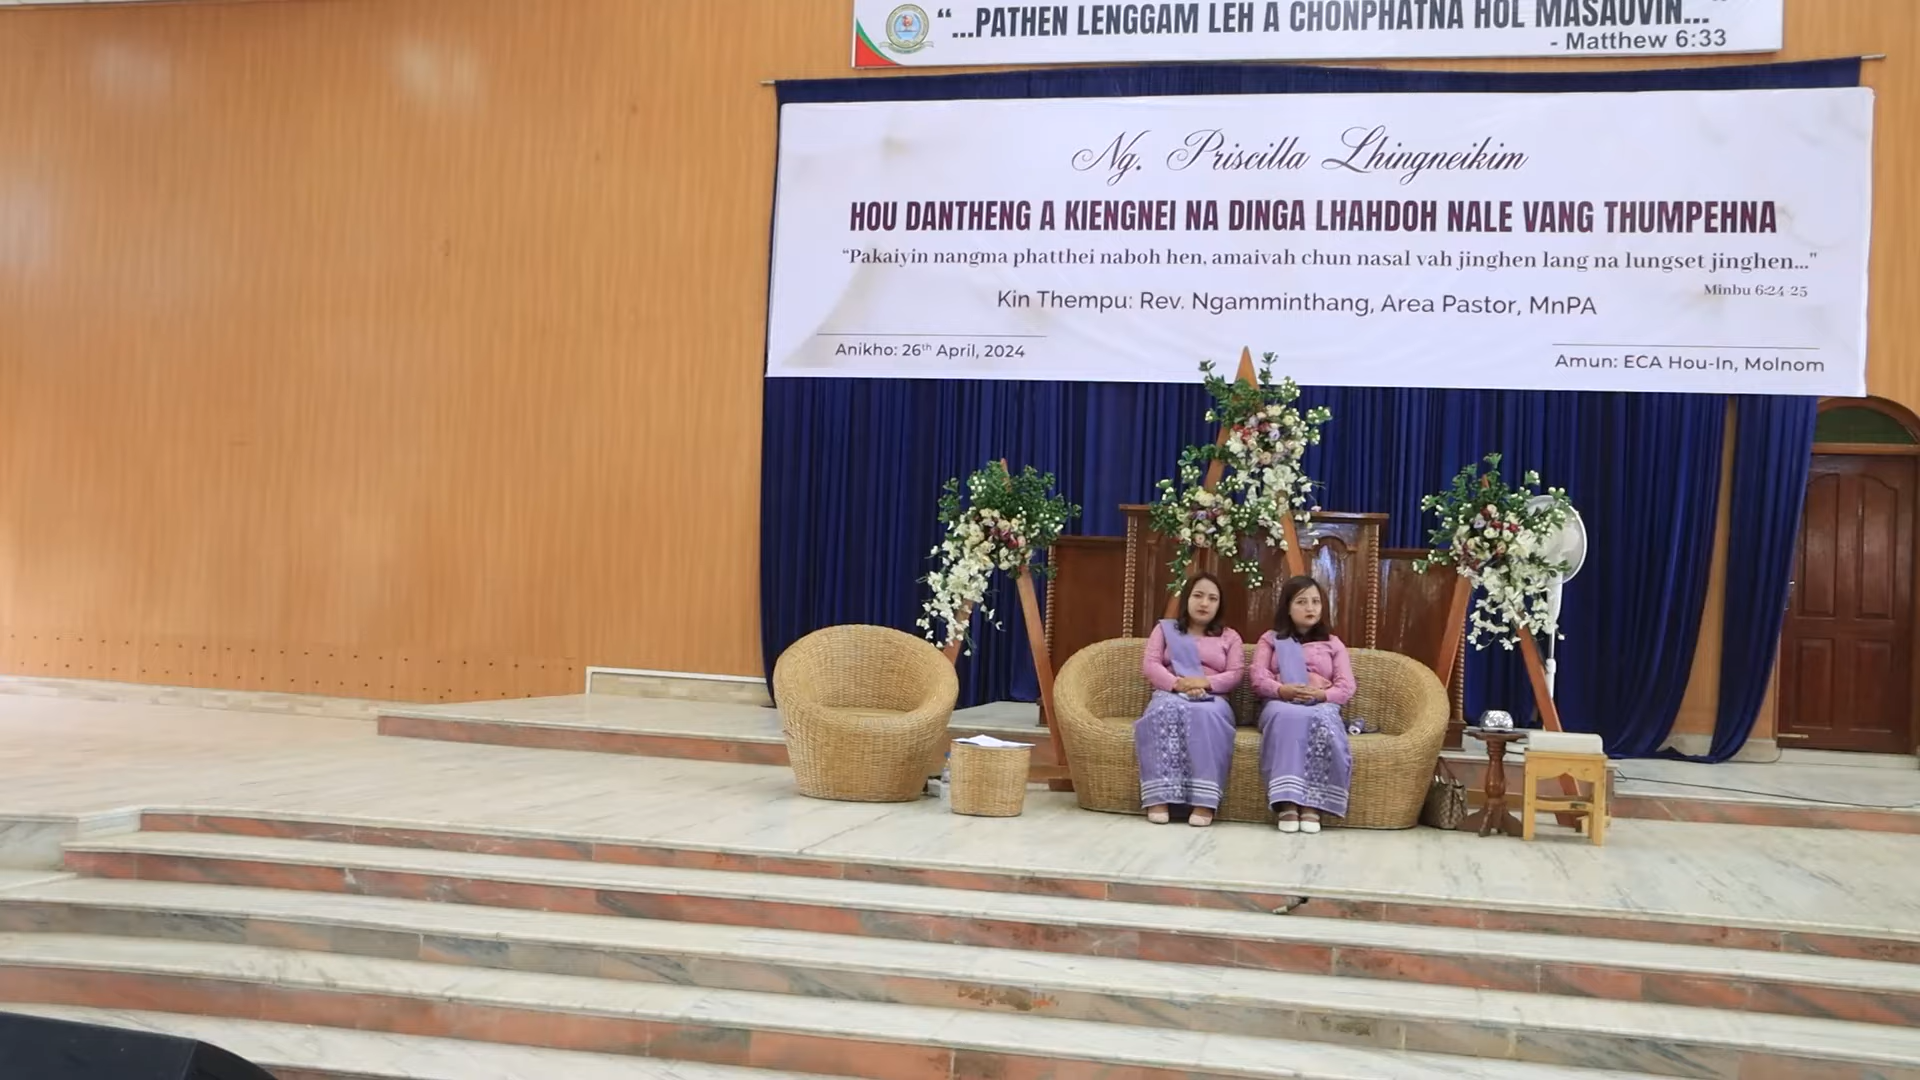 "...PATHEN LENGGAM LEH A CHONPHATNA HOL MASAUVIN..."
- Matthew 6:33
Ng. Priscilla Lhingneikim
HOU DANTHENG A KIENGNEI NA DINGA LHAHDOH NALE VANG THUMPEHNA
"Pakaiyin nangma phatthei naboh hen, amaivah chun nasal vah jinghen lang na lungset jinghen..."
Minbu 6:24-25
Kin Thempu: Rev. Ngamminthang, Area Pastor, MnPA
Anikho: 26th April, 2024
Amun: ECA Hou-In, Molnom